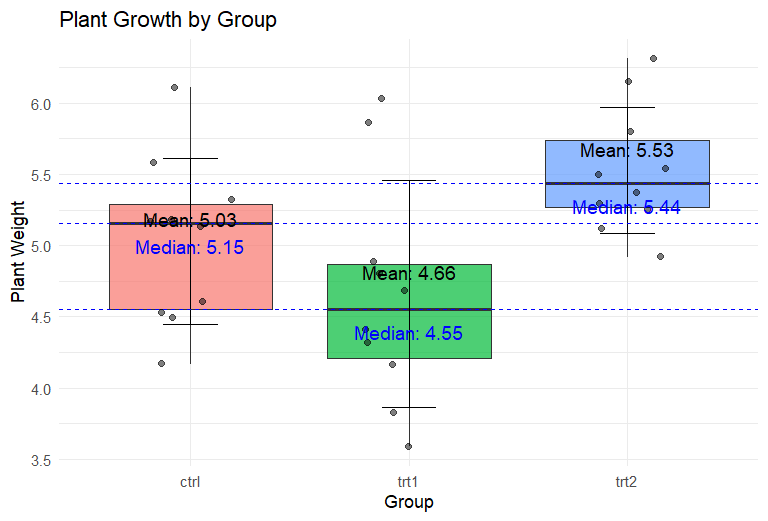 Plant Growth by Group
Plant Weight
6.0
5.5
5.0
4.5
4.0
3.5
Mean: 5.03
Median: 5.15
Mean: 4.66
Median: 4.55
Mean: 5.53
Median: 5.44
ctrl
trt1
trt2
Group